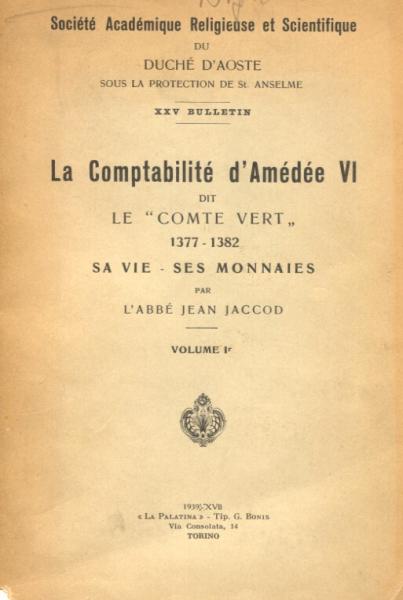 Société Académique Religieuse et Scientifique
DU
DUCHÉ D'AOSTE
SOUS LA PROTECTION DE St. ANSELME
XXV BULLETIN
La Comptabilité d'Amédée VI
DIT
LE "COMTE VERT„
1377 - 1382
SA VIE - SES MONNAIES
PAR
L'ABBÉ JEAN JACCOD
VOLUME Ir
1939-XVII
« LA PALATINA » - Tip. G. BONIS
Via Consolata, 14
TORINO